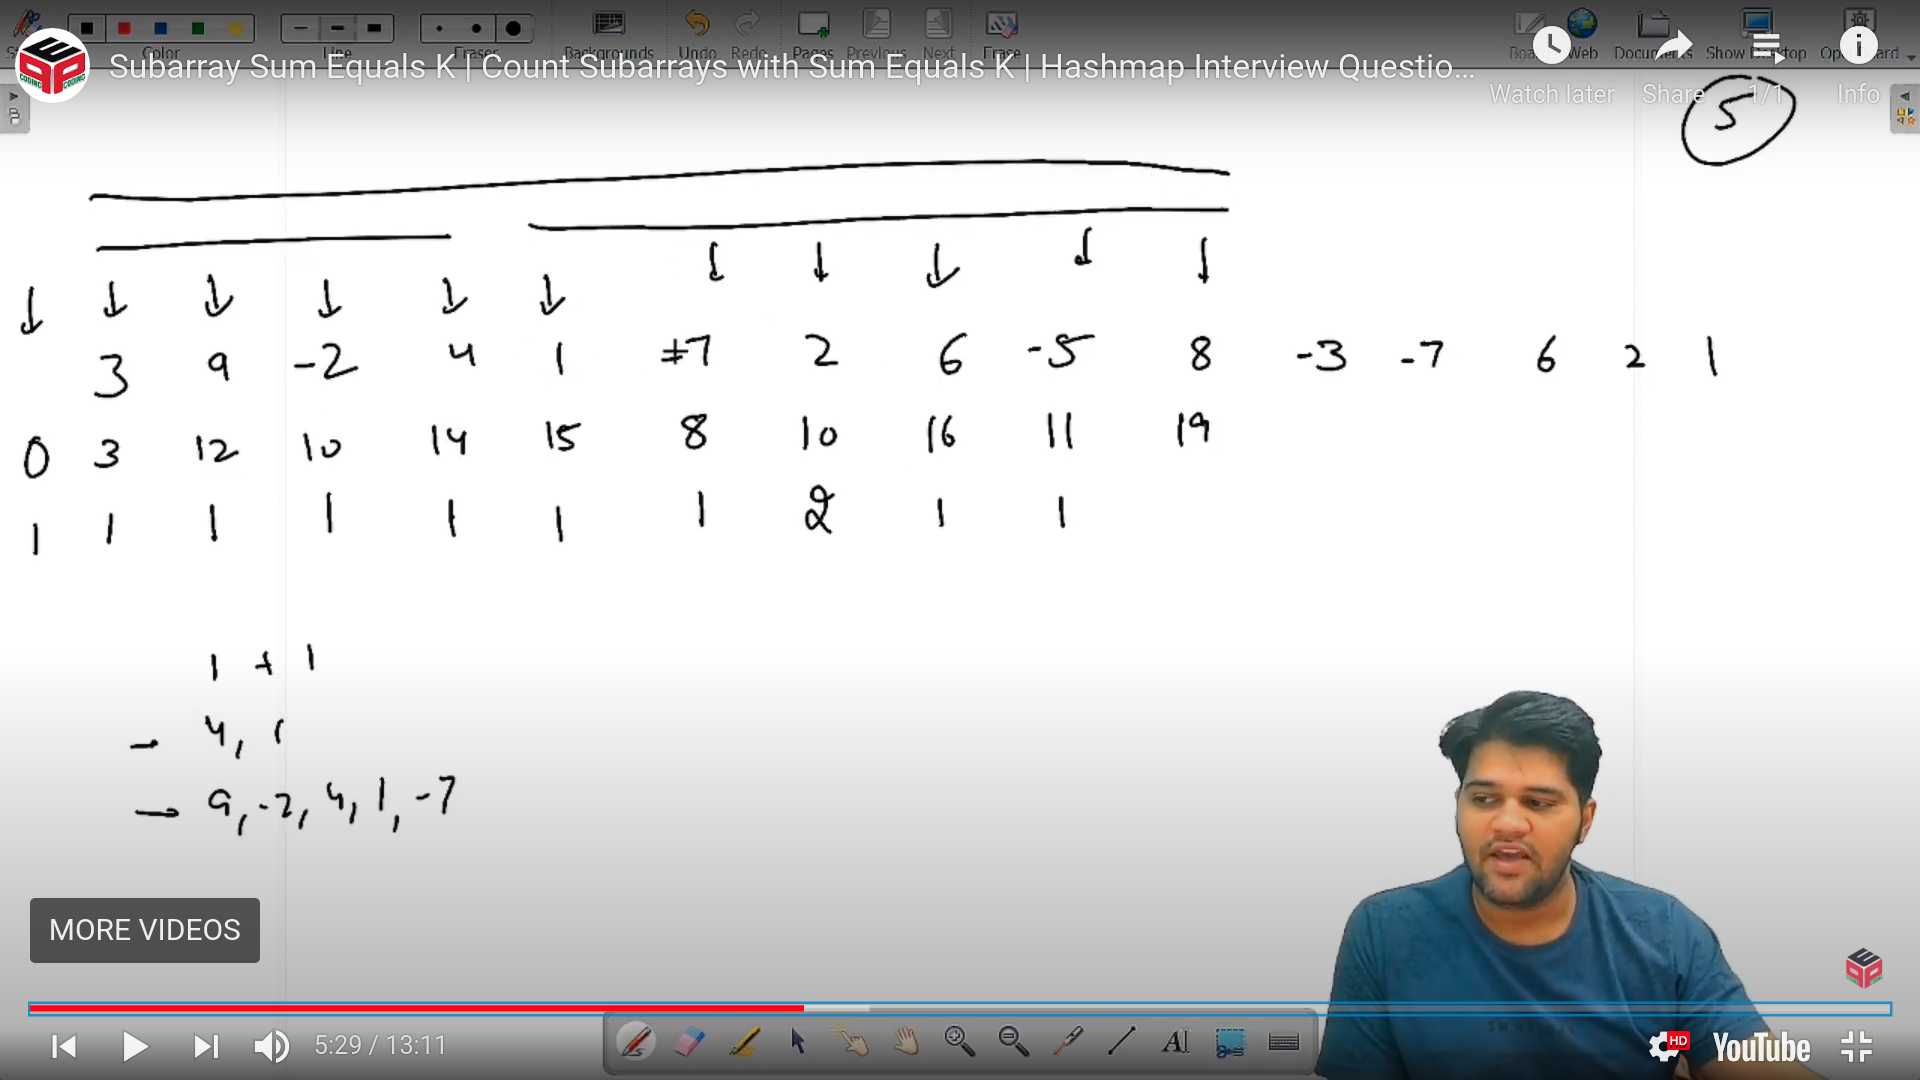 Color Line Eraser Backgrounds Undo Redo Pages Previous Next Erase Web Documents Show Desktop
Subarray Sum Equals K | Count Subarrays with Sum Equals K | Hashmap Interview Questio...
Watch later Share 1/1 Info
5
3 9 -2 4 1 -7 2 6 -5 8 -3 -7 6 2 1
0 3 12 10 14 15 8 10 16 11 19
1 1 1 1 1 1 1 2 1 1
1 + 1
→ 4, 1
→ 9, -2, 4, 1, -7
MORE VIDEOS
5:29 / 13:11
HD
YouTube